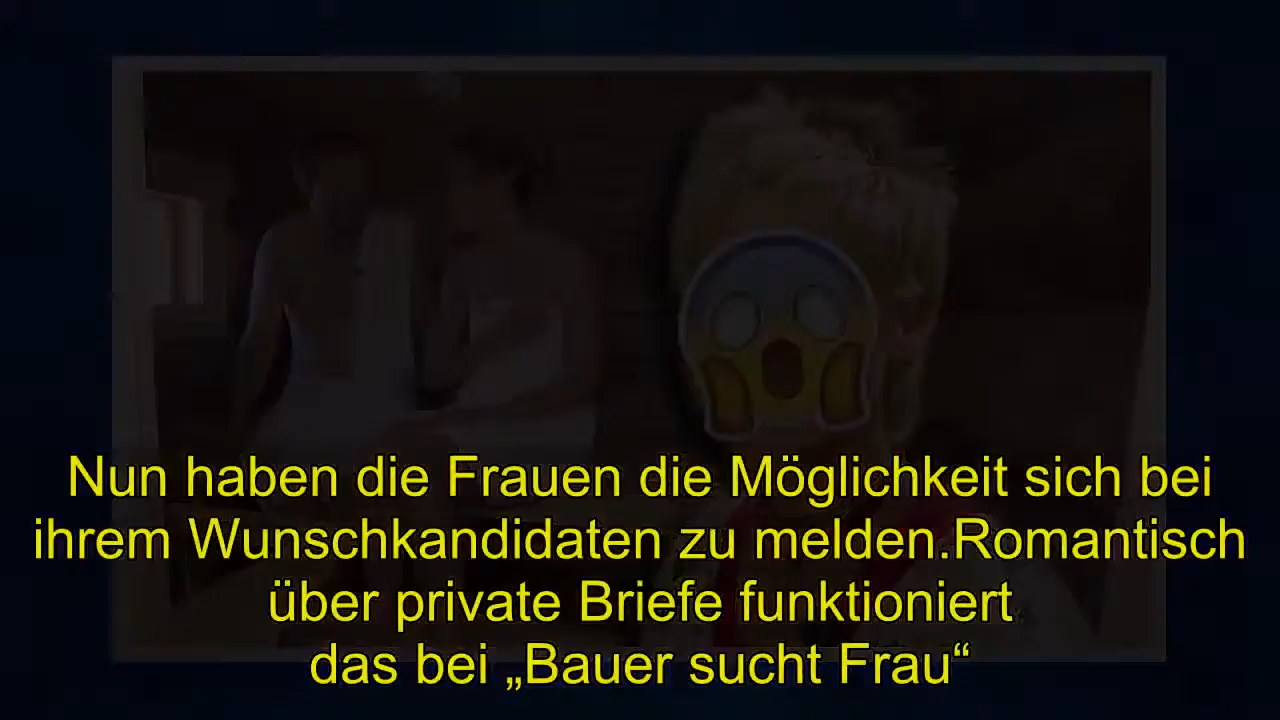 Nun haben die Frauen die Möglichkeit sich bei
ihrem Wunschkandidaten zu melden.Romantisch
über private Briefe funktioniert
das bei „Bauer sucht Frau“